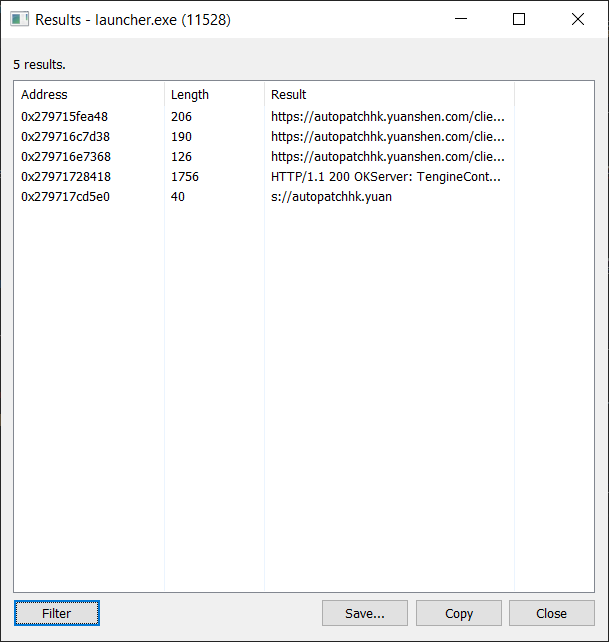 Results - launcher.exe (11528)
5 results.
Address Length Result
0x279715fea48 206 https://autopatchhk.yuanshen.com/clie...
0x279716c7d38 190 https://autopatchhk.yuanshen.com/clie...
0x279716e7368 126 https://autopatchhk.yuanshen.com/clie...
0x27971728418 1756 HTTP/1.1 200 OKServer: TengineCont...
0x279717cd5e0 40 s://autopatchhk.yuan
Filter Save... Copy Close